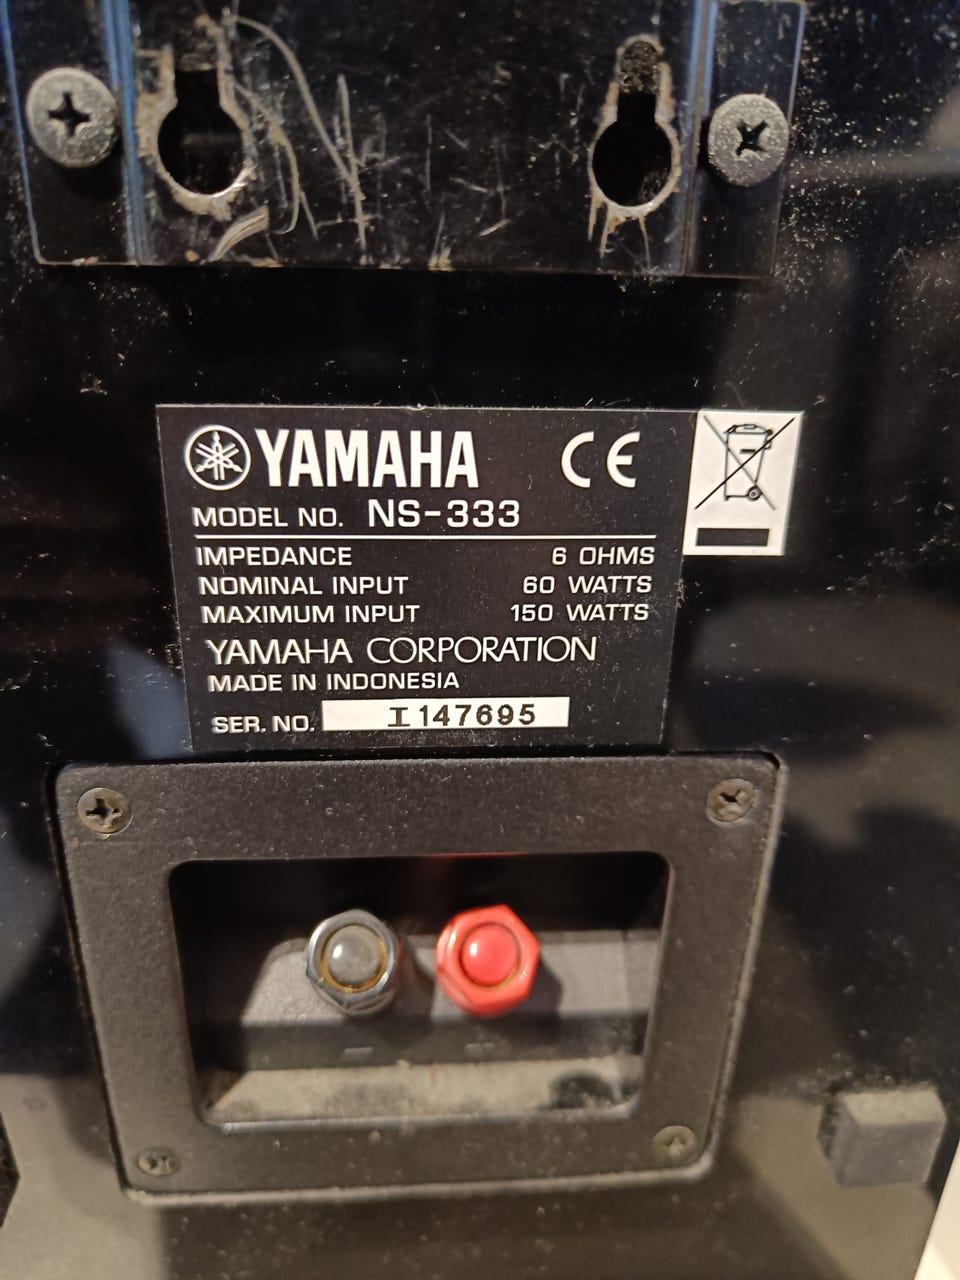 YAMAHA CE
MODEL NO. NS-333
IMPEDANCE 6 OHMS
NOMINAL INPUT 60 WATTS
MAXIMUM INPUT 150 WATTS
YAMAHA CORPORATION
MADE IN INDONESIA
SER. NO. I147695